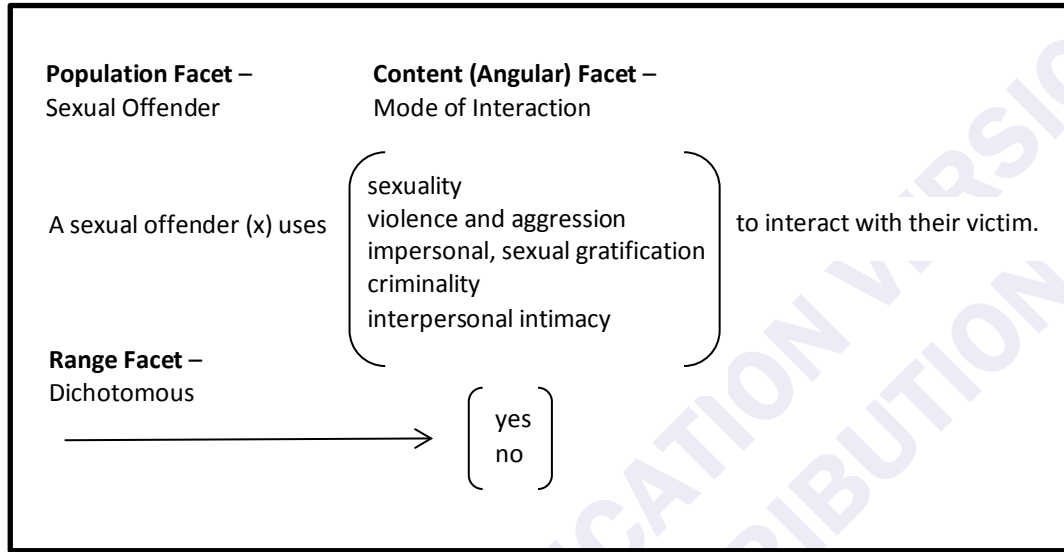 Population Facet –
Sexual Offender
Content (Angular) Facet –
Mode of Interaction
A sexual offender (x) uses
sexuality
violence and aggression
impersonal, sexual gratification
criminality
interpersonal intimacy
to interact with their victim.
Range Facet –
Dichotomous
yes
no